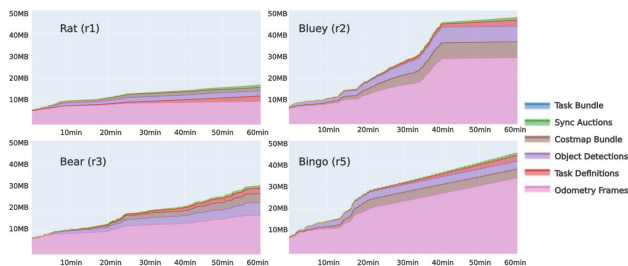 50MB
40MB
30MB
20MB
10MB
Rat (r1)
10min 20min 30min 40min 50min 60min
50MB
40MB
30MB
20MB
10MB
Bluey (r2)
10min 20min 30min 40min 50min 60min
50MB
40MB
30MB
20MB
10MB
Bear (r3)
10min 20min 30min 40min 50min 60min
50MB
40MB
30MB
20MB
10MB
Bingo (r5)
10min 20min 30min 40min 50min 60min
Task Bundle
Sync Auctions
Costmap Bundle
Object Detections
Task Definitions
Odometry Frames